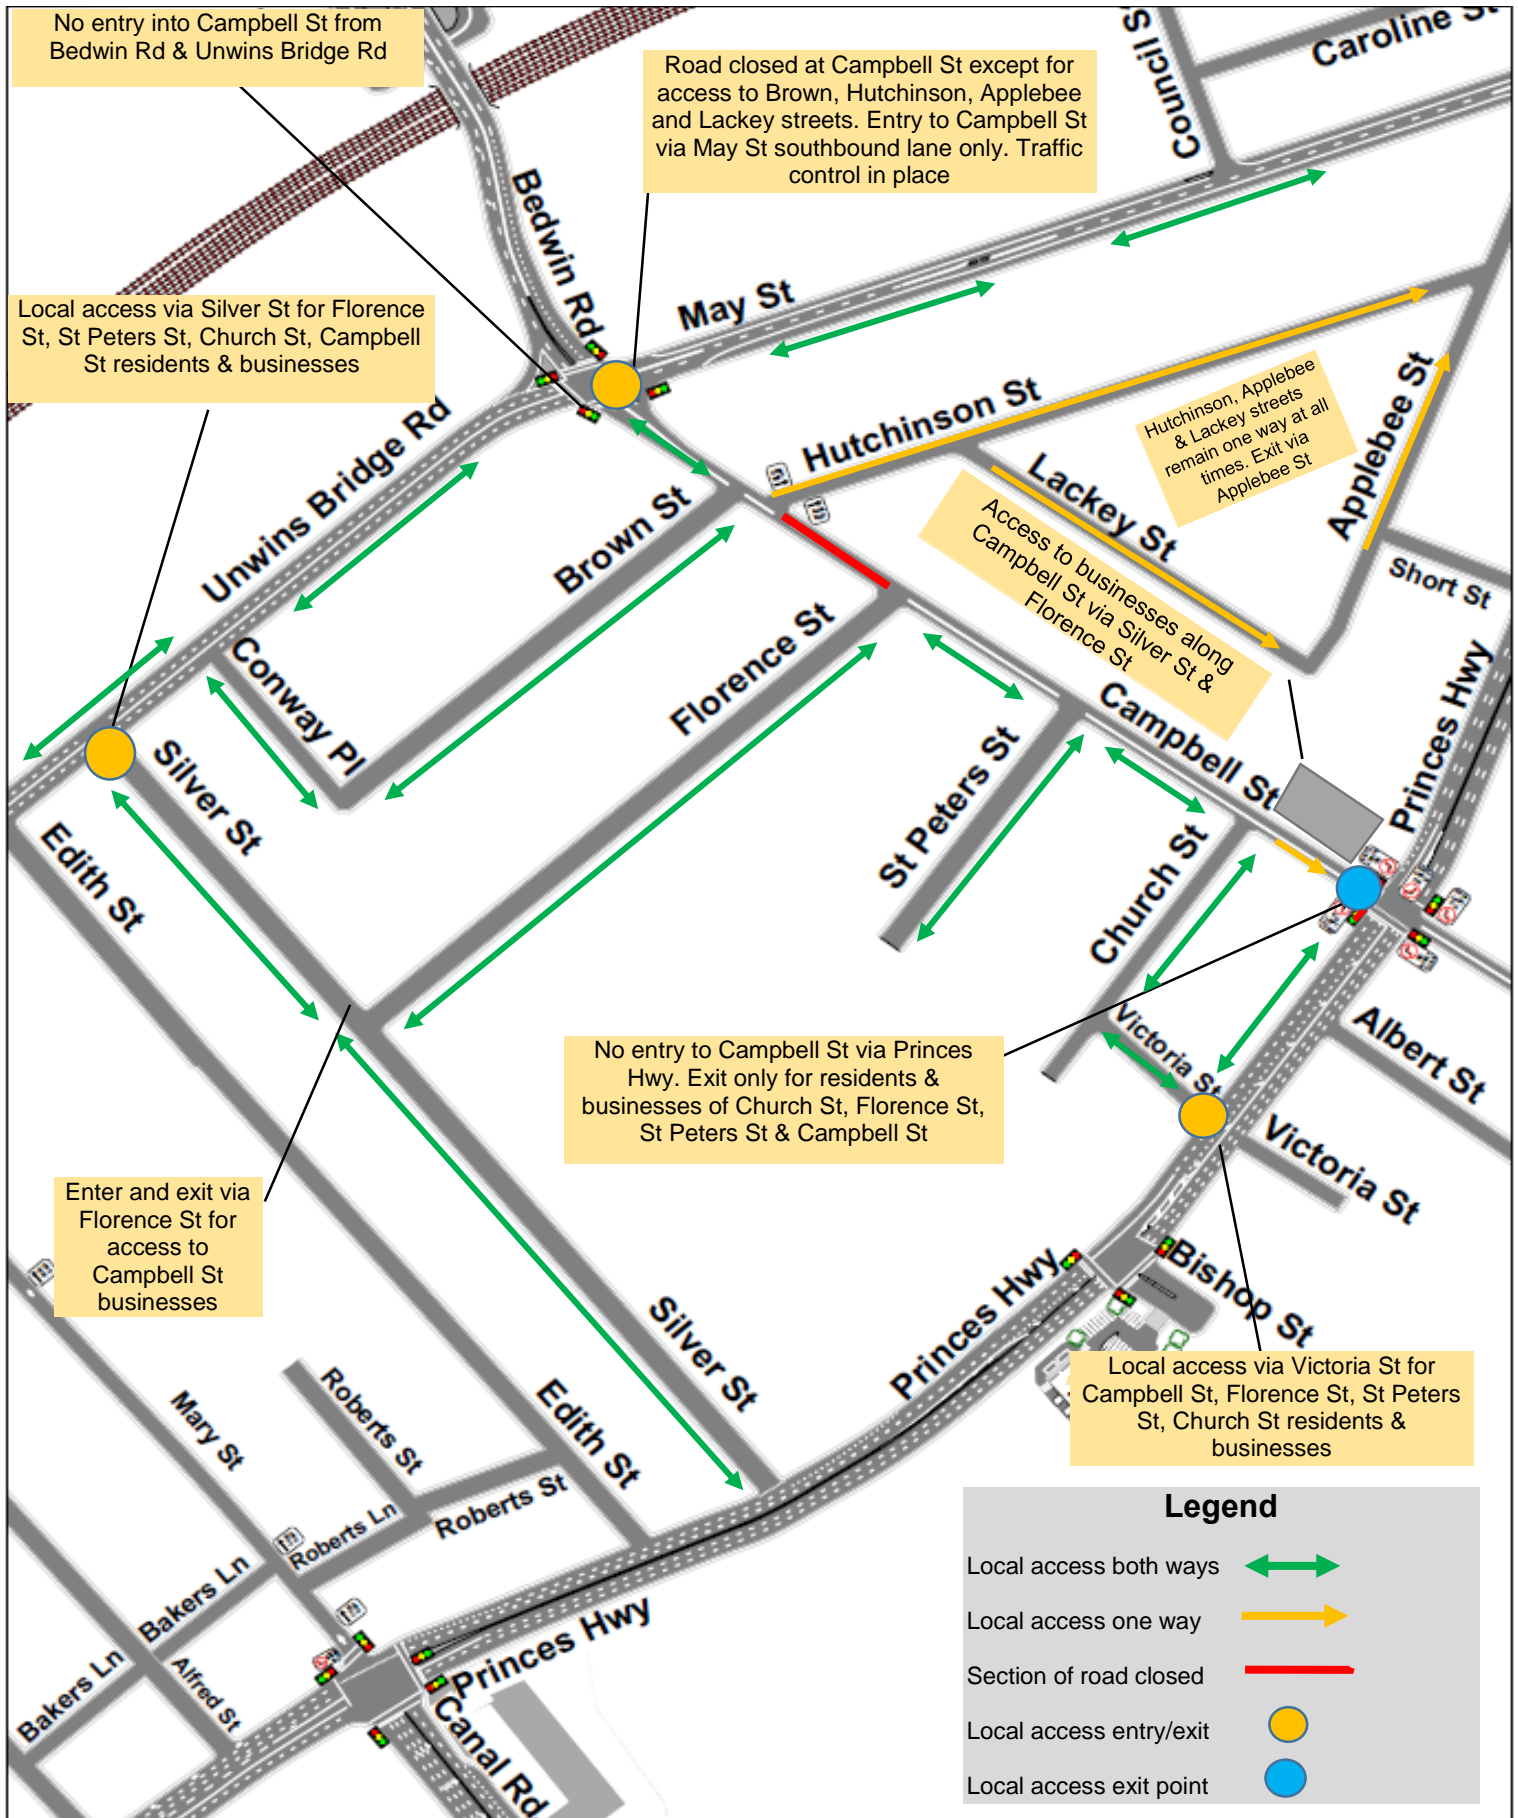 No entry into Campbell St from
Bedwin Rd & Unwins Bridge Rd
Road closed at Campbell St except for
access to Brown, Hutchinson, Applebee
and Lackey streets. Entry to Campbell St
via May St southbound lane only. Traffic
control in place
Council St
Caroline St
Bedwin Rd
May St
Local access via Silver St for Florence
St, St Peters St, Church St, Campbell
St residents & businesses
Unwins Bridge Rd
Brown St
Hutchinson St
Lackey St
Applebee St
Hutchinson, Applebee
& Lackey streets
remain one way at all
times. Exit via
Applebee St
Access to businesses along
Campbell St via Silver St &
Florence St
Short St
Princes Hwy
Conway Pl
Florence St
Campbell St
Silver St
St Peters St
Church St
Edith St
Victoria St
Albert St
Victoria St
No entry to Campbell St via Princes
Hwy. Exit only for residents &
businesses of Church St, Florence St,
St Peters St & Campbell St
Enter and exit via
Florence St for
access to
Campbell St
businesses
Silver St
Princes Hwy
Bishop St
Local access via Victoria St for
Campbell St, Florence St, St Peters
St, Church St residents &
businesses
Mary St
Roberts St
Edith St
Roberts St
Roberts Ln
Bakers Ln
Bakers Ln
Alfred St
Princes Hwy
Canal Rd
Legend
Local access both ways
Local access one way
Section of road closed
Local access entry/exit
Local access exit point